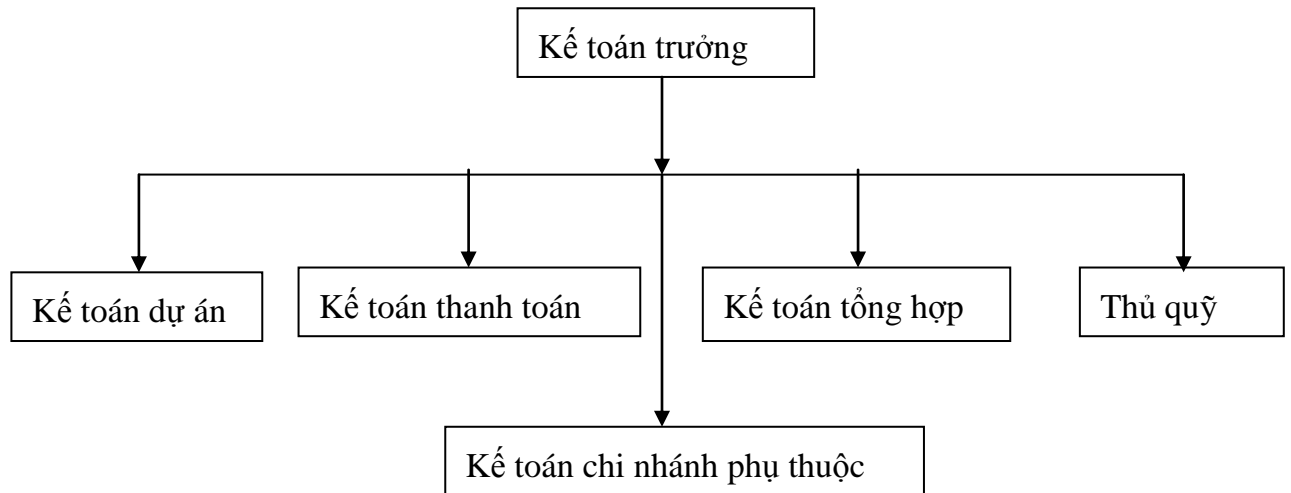 Kế toán trưởng
Kế toán dự án
Kế toán thanh toán
Kế toán tổng hợp
Thủ quỹ
Kế toán chi nhánh phụ thuộc